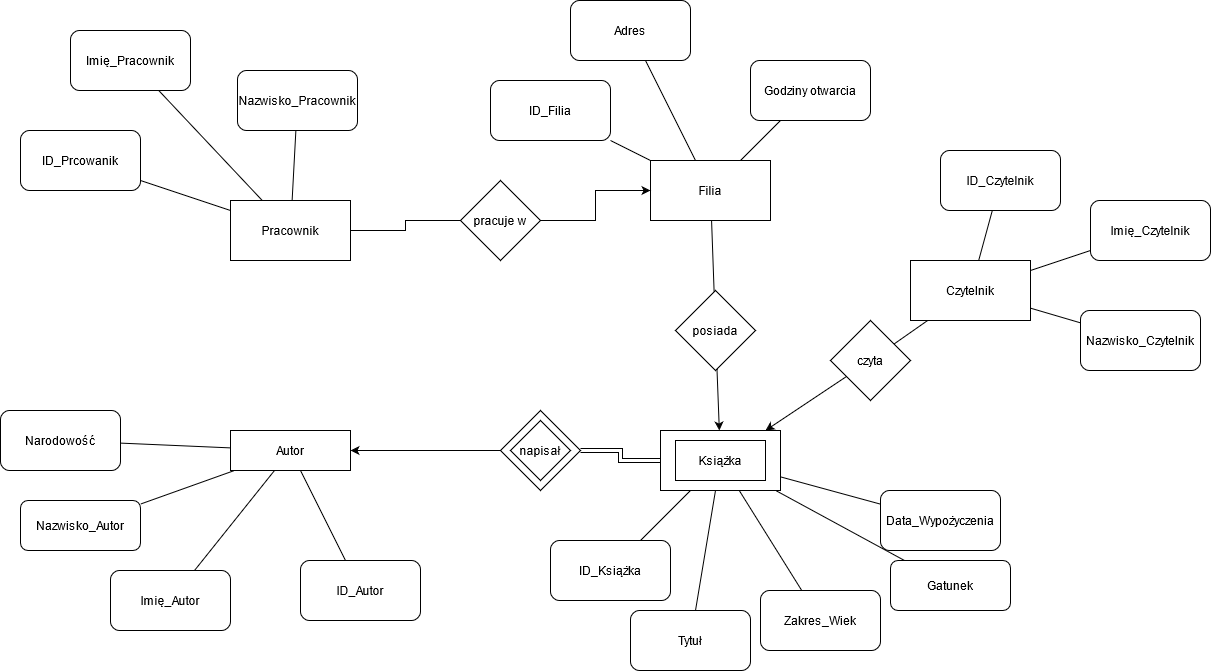 Adres
Imię_Pracownik
Godziny otwarcia
Nazwisko_Pracownik
ID_Filia
ID_Prcowanik
ID_Czytelnik
Filia
Pracownik
pracuje w
Imię_Czytelnik
Czytelnik
posiada
Nazwisko_Czytelnik
czyta
Narodowość
Autor
napisał
Książka
Nazwisko_Autor
Data_Wypożyczenia
ID_Książka
Gatunek
Imię_Autor
ID_Autor
Zakres_Wiek
Tytuł